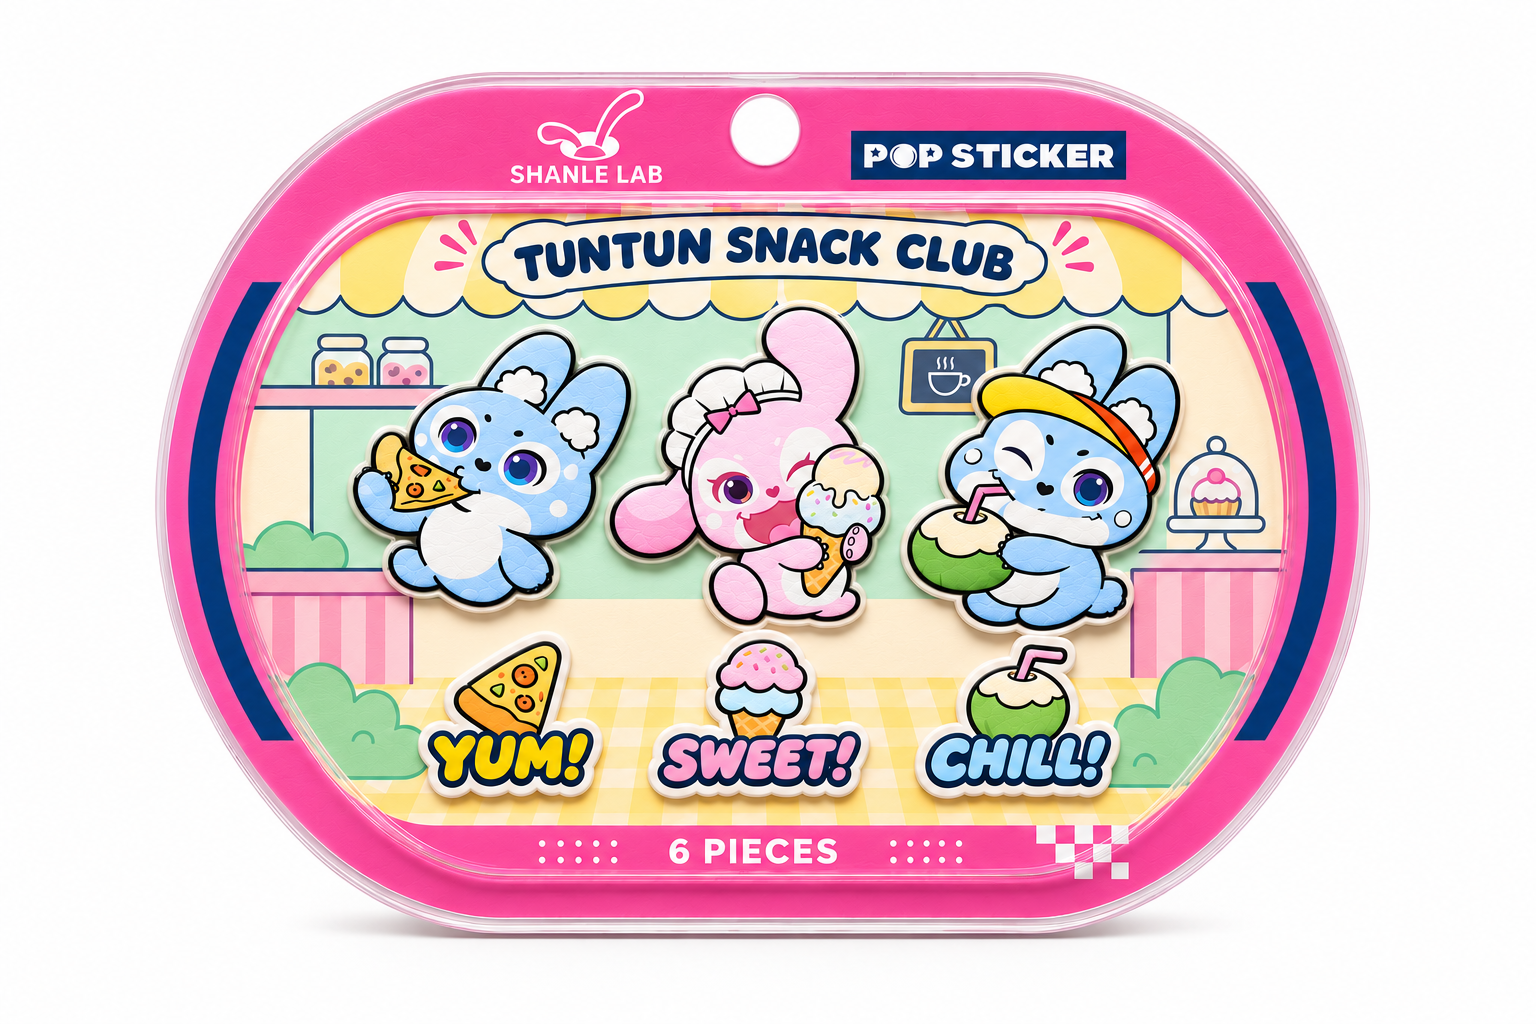 SHANLE LAB
POP STICKER
TUNTUN SNACK CLUB
YUM!
SWEET!
CHILL!
6 PIECES